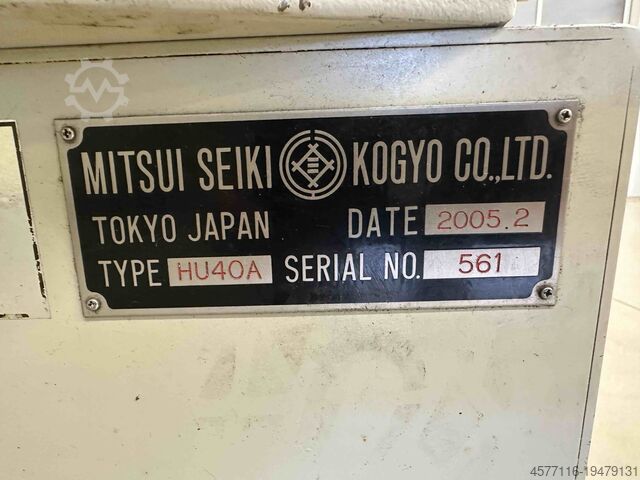 MITSUI SEIKI KOGYO CO.,LTD.
TOKYO JAPAN DATE 2005.2
TYPE HU40A SERIAL NO. 561
4577116-19479131